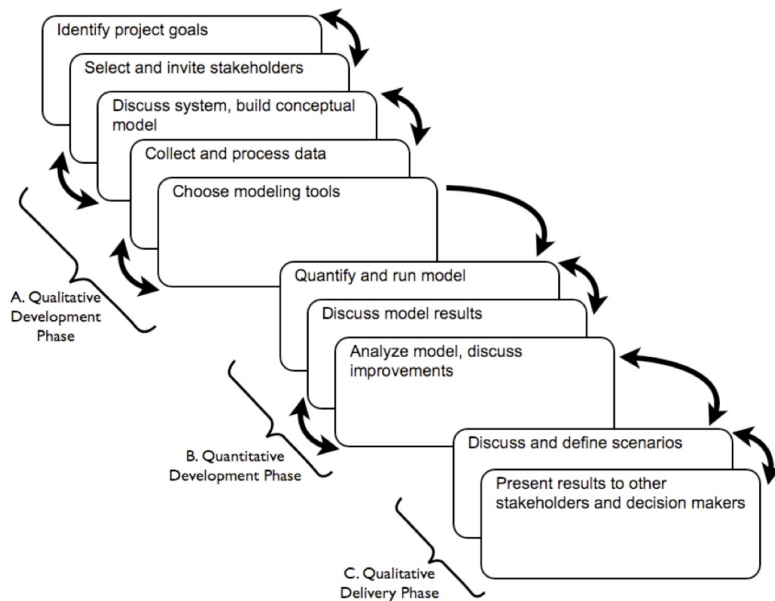 Identify project goals
Select and invite stakeholders
Discuss system, build conceptual
model
Collect and process data
Choose modeling tools
A. Qualitative
Development
Phase
Quantify and run model
Discuss model results
Analyze model, discuss
improvements
B. Quantitative
Development Phase
Discuss and define scenarios
Present results to other
stakeholders and decision makers
C. Qualitative
Delivery Phase